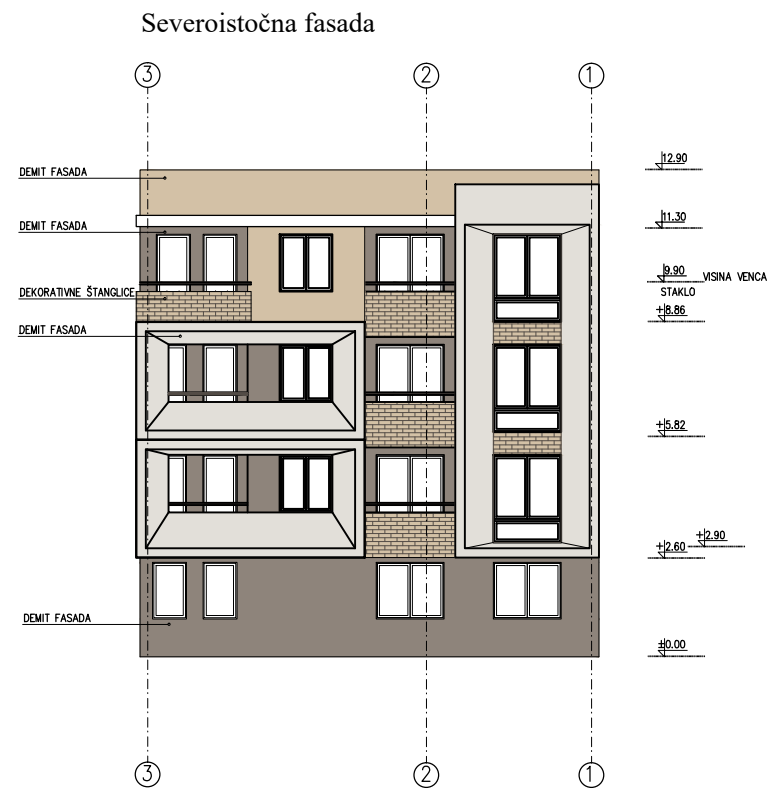 Severoistočna fasada
3
2
1
12.90
DEMIT FASADA
11.30
DEMIT FASADA
9.90 VISINA VENCA
STAKLO
DEKORATIVNE ŠTANGLICE
+8.86
DEMIT FASADA
+5.82
+2.90
+2.60
DEMIT FASADA
±0.00
3
2
1